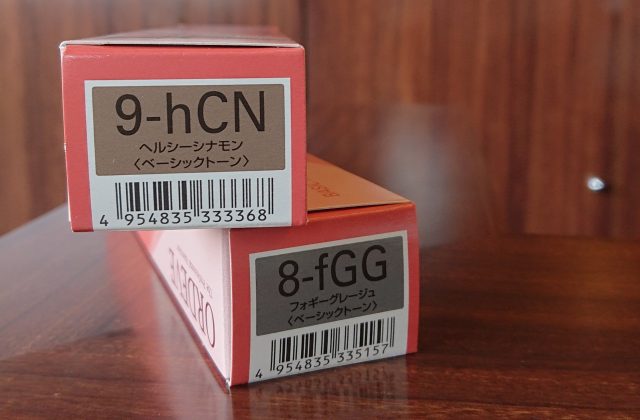 9-hCN
ヘルシーシナモン
〈ベーシックトーン〉
4 954835 333368
8-fGG
フォギーグレージュ
〈ベーシックトーン〉
4 954835 335157
ORDEVE